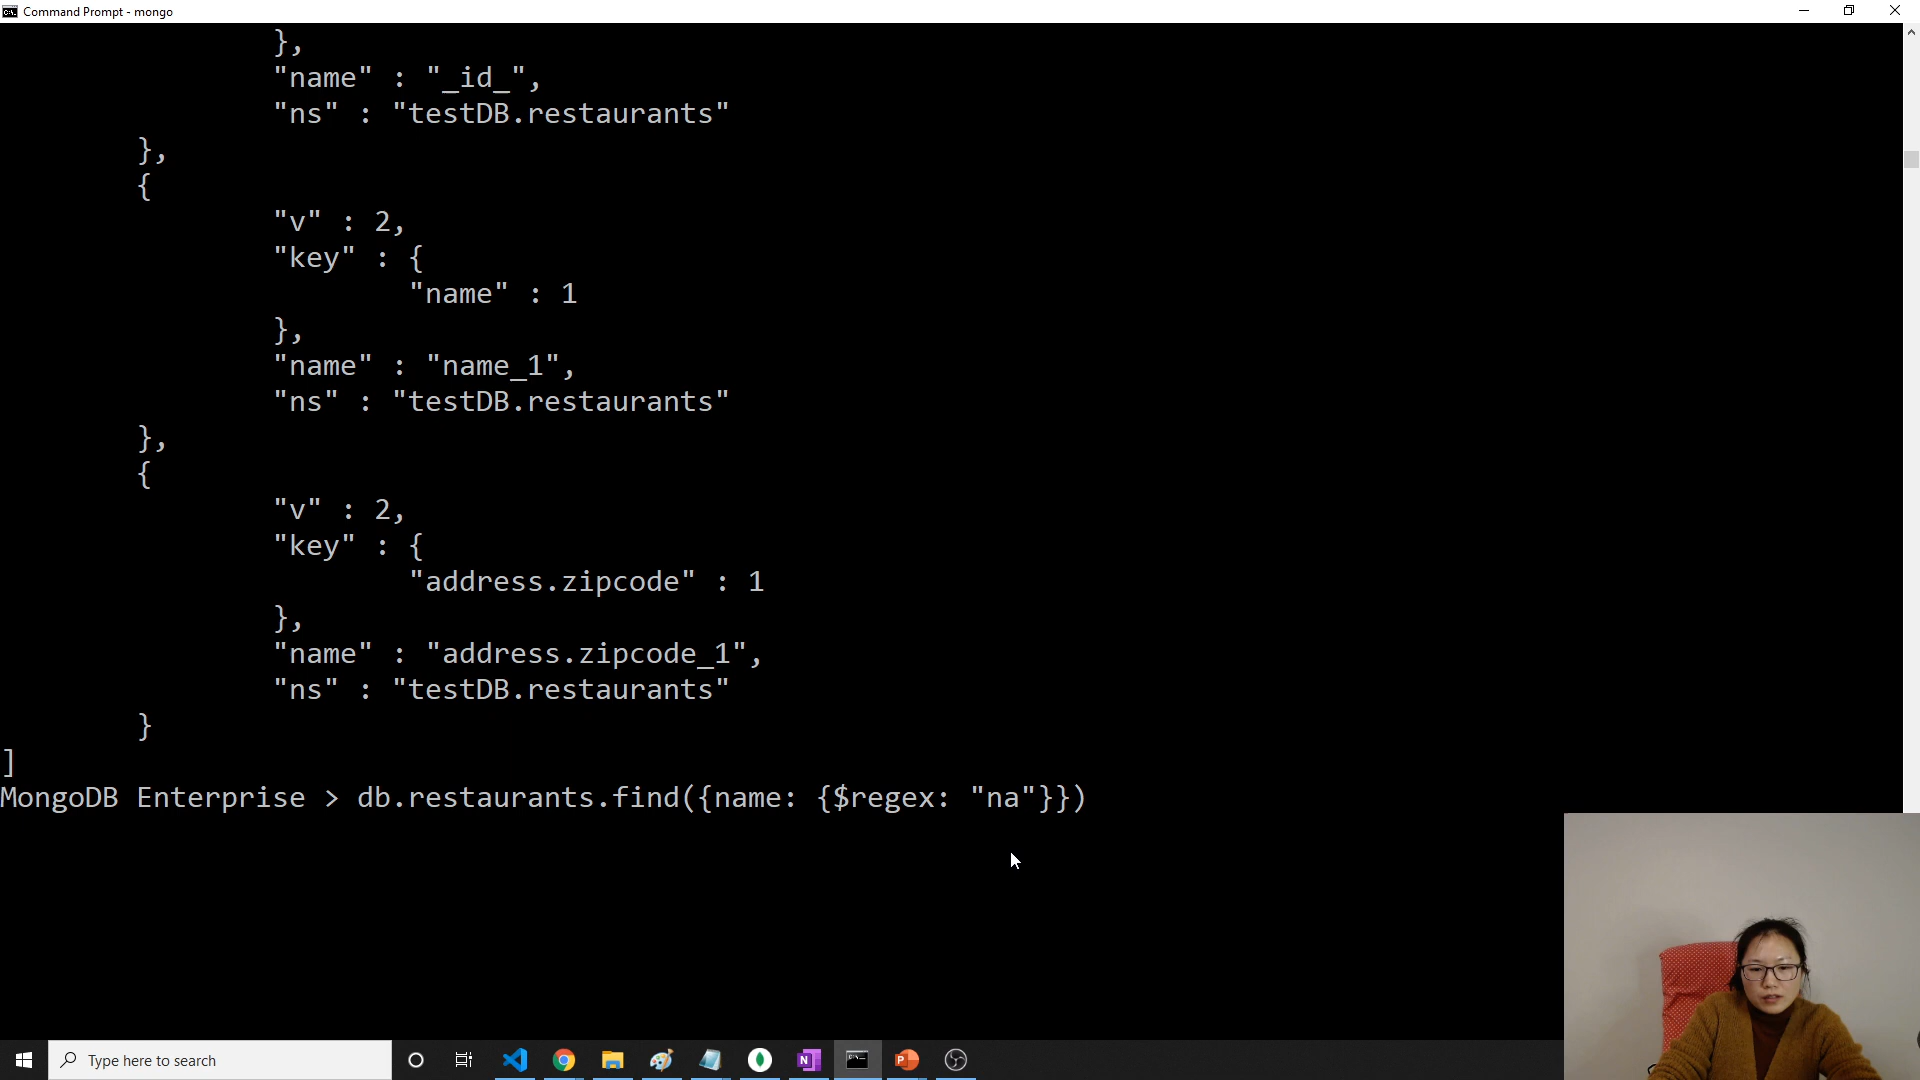 Command Prompt - mongo
},
"name" : "_id_",
"ns" : "testDB.restaurants"
},
{
"v" : 2,
"key" : {
"name" : 1
},
"name" : "name_1",
"ns" : "testDB.restaurants"
},
{
"v" : 2,
"key" : {
"address.zipcode" : 1
},
"name" : "address.zipcode_1",
"ns" : "testDB.restaurants"
}
]
MongoDB Enterprise > db.restaurants.find({name: {$regex: "na"}})
Type here to search